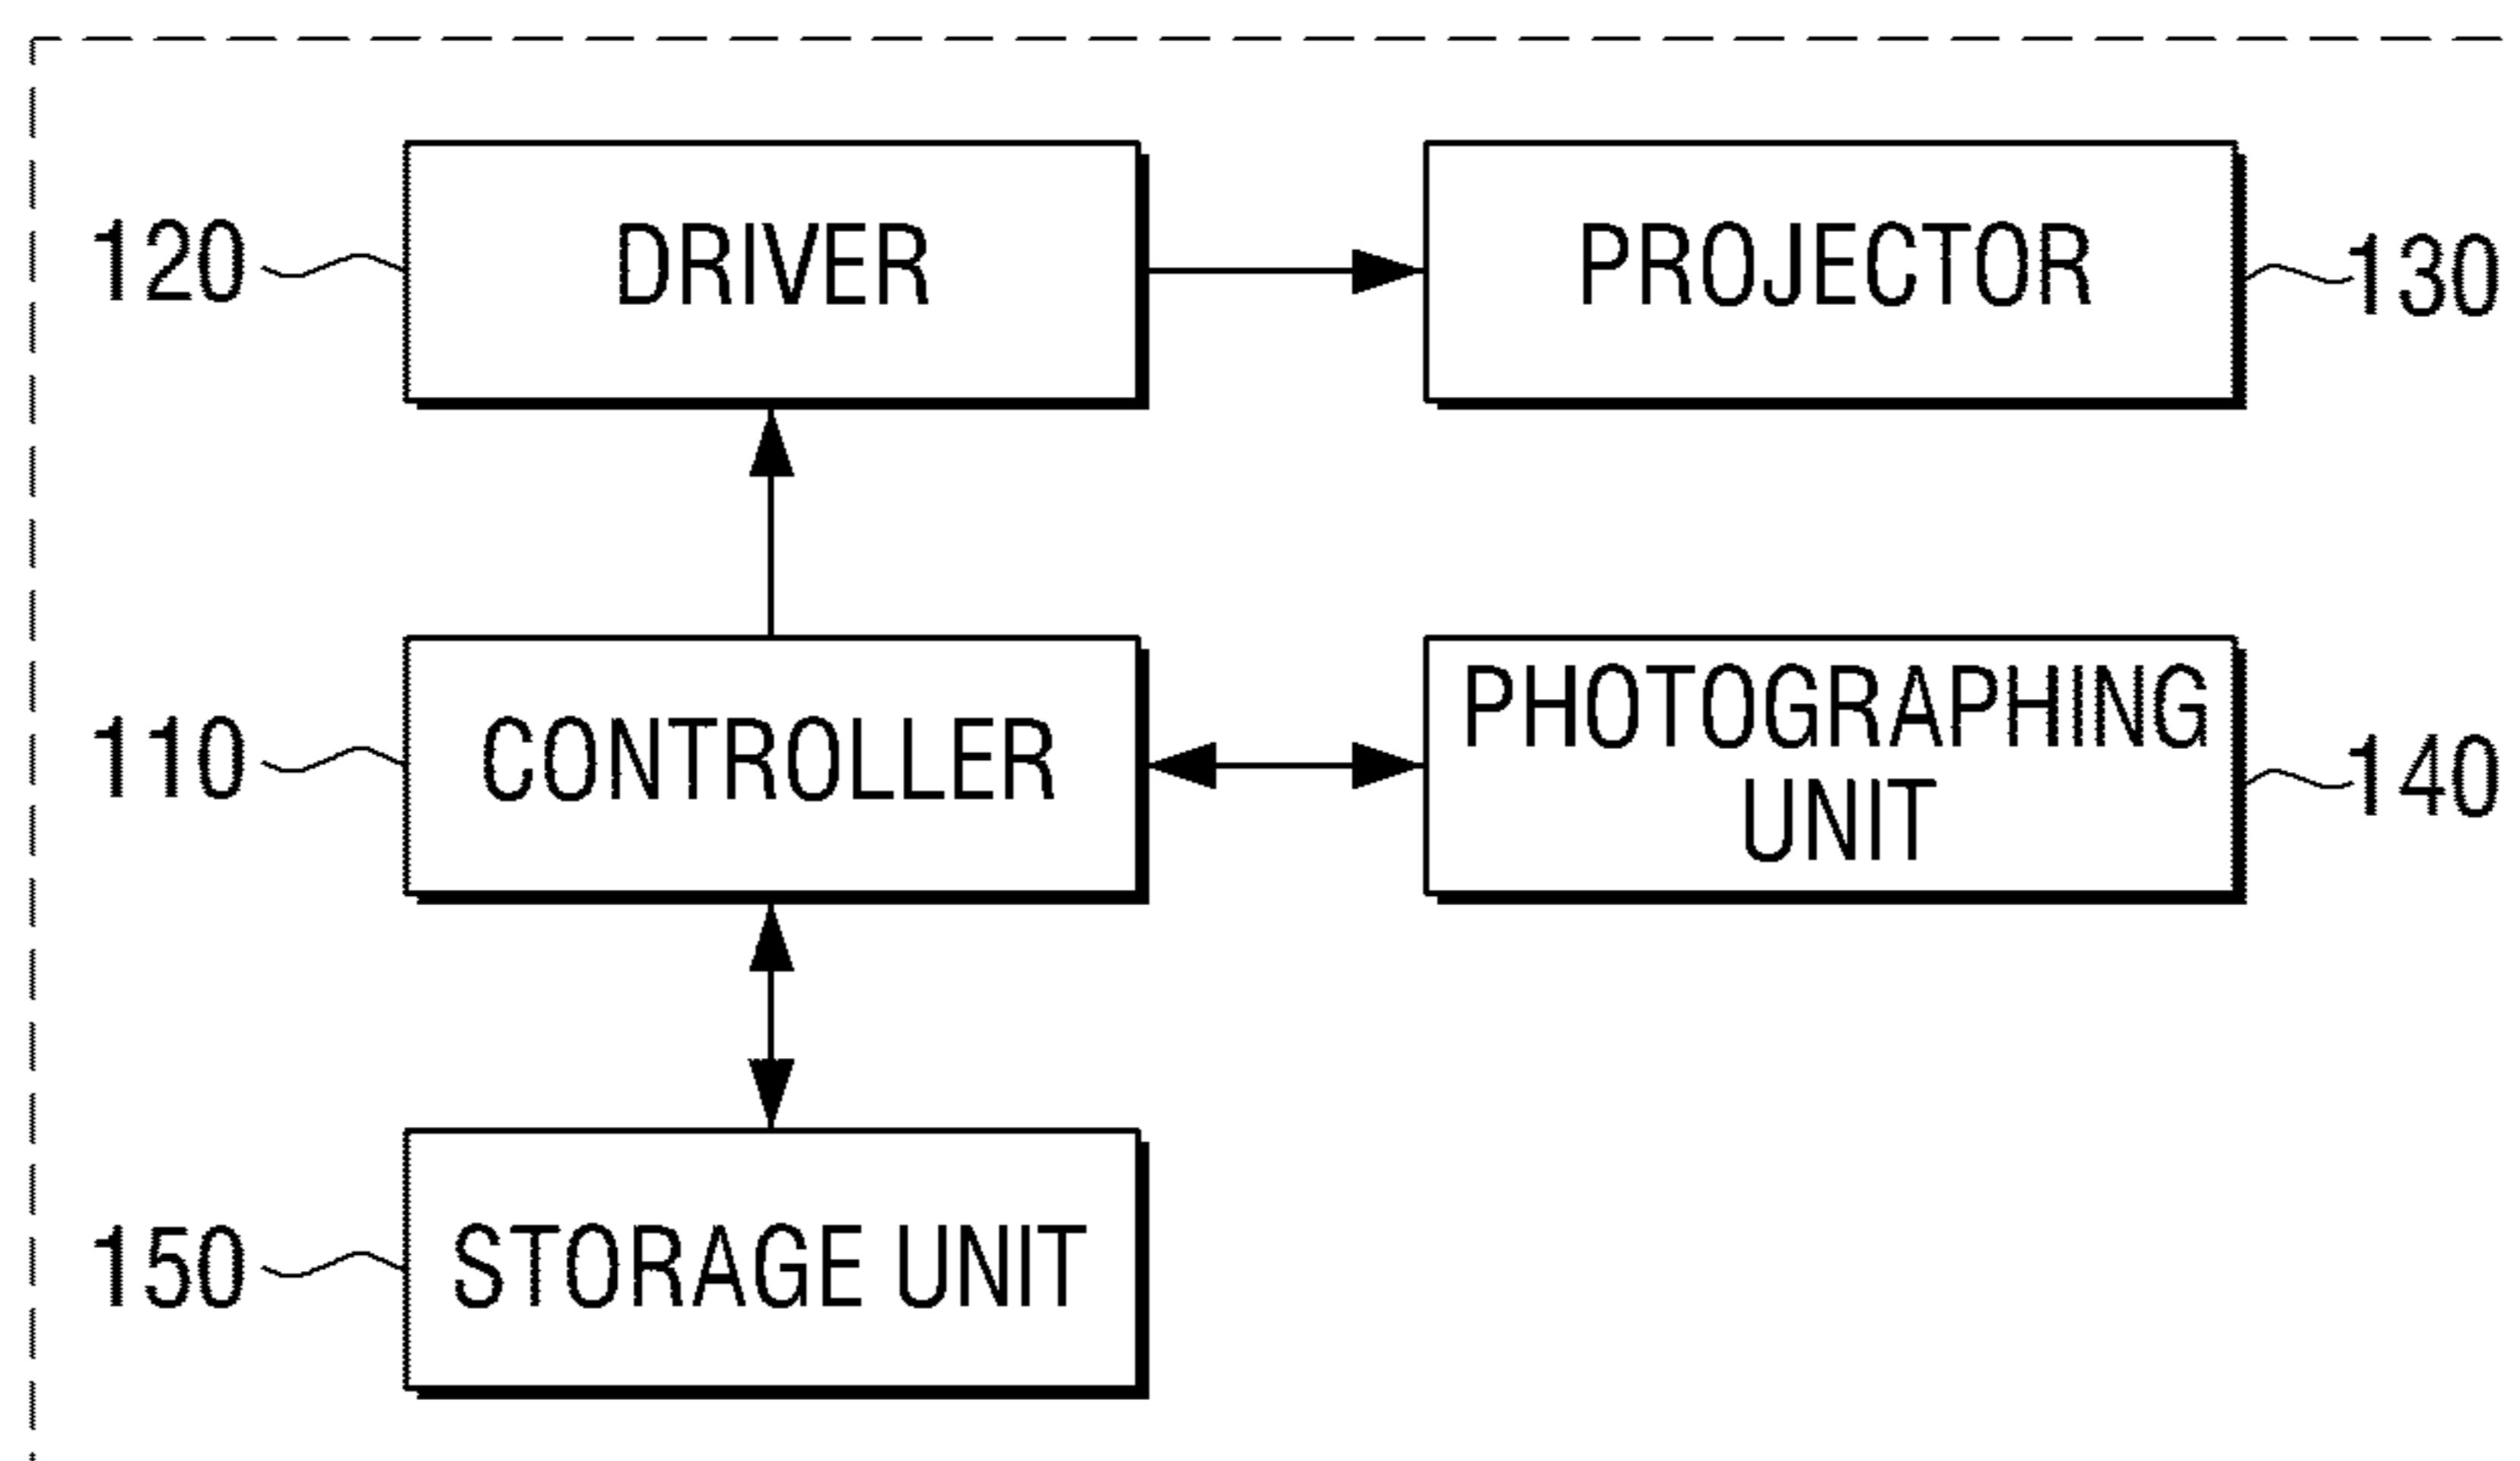 120
DRIVER
PROJECTOR
130
110
CONTROLLER
PHOTOGRAPHING
UNIT
140
150
STORAGE UNIT